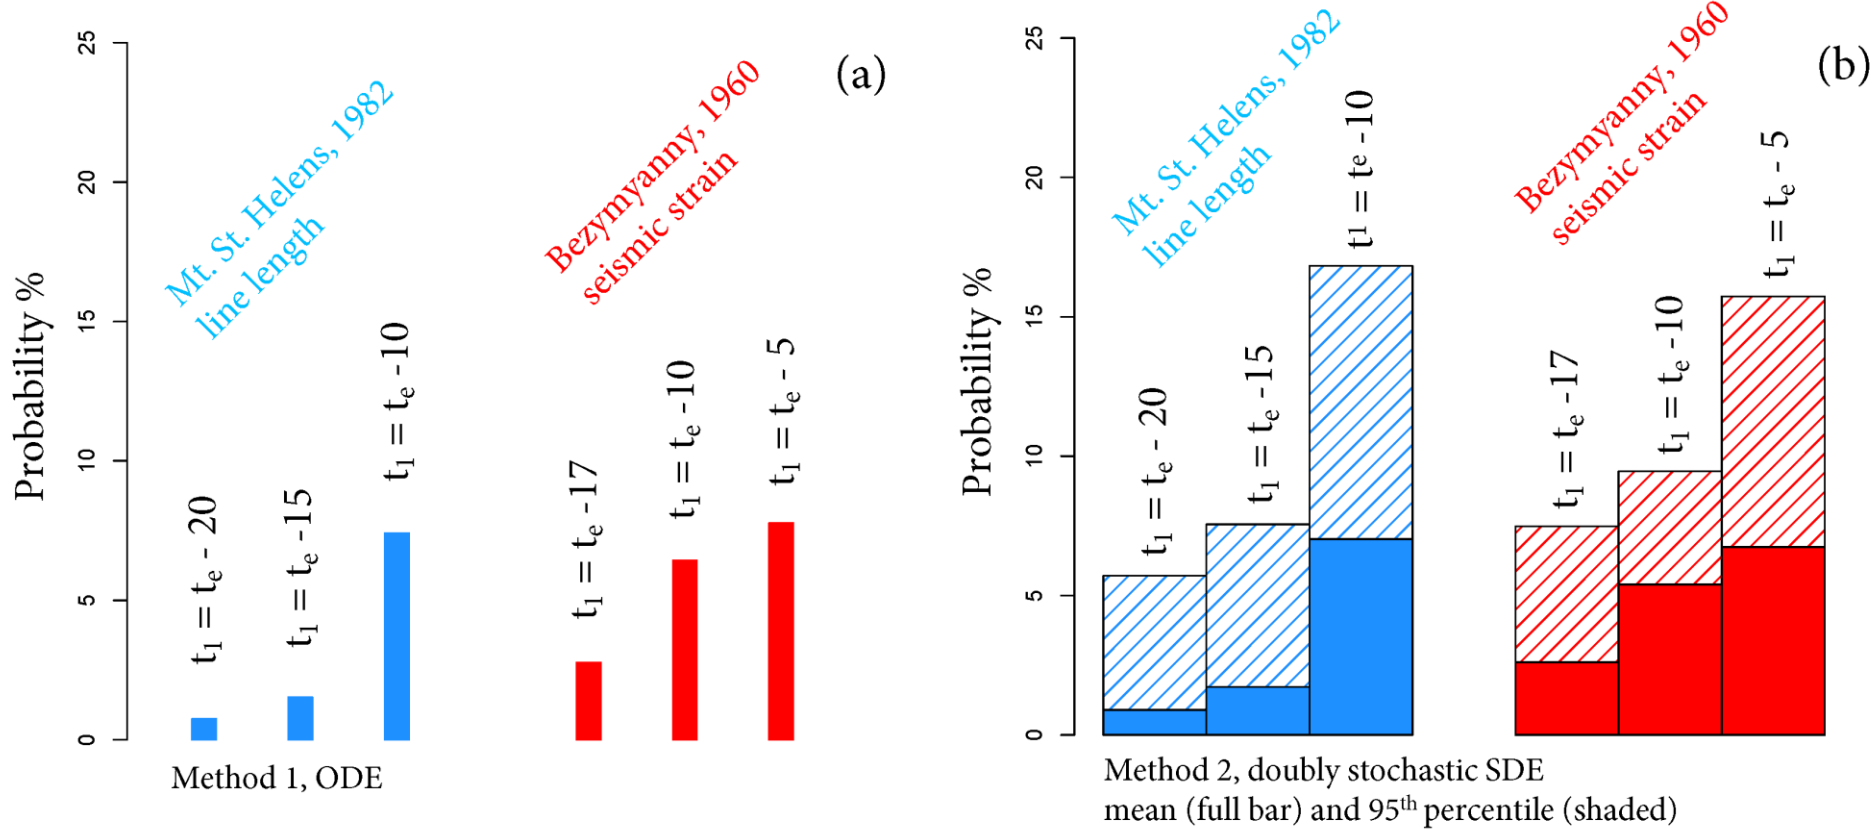 (a)
Probability %
25
20
15
10
5
0
Mt. St. Helens, 1982
line length
Bezymyanny, 1960
seismic strain
t₁ = tₑ - 20
t₁ = tₑ -15
t₁ = tₑ -10
t₁ = tₑ -17
t₁ = tₑ -10
t₁ = tₑ - 5
Method 1, ODE
(b)
Probability %
25
20
15
10
5
0
Mt. St. Helens, 1982
line length
Bezymyanny, 1960
seismic strain
t₁ = tₑ - 20
t₁ = tₑ -15
t¹ = tᵉ -10
t₁ = tₑ -17
t₁ = tₑ -10
t₁ = tₑ - 5
Method 2, doubly stochastic SDE
mean (full bar) and 95ᵗʰ percentile (shaded)